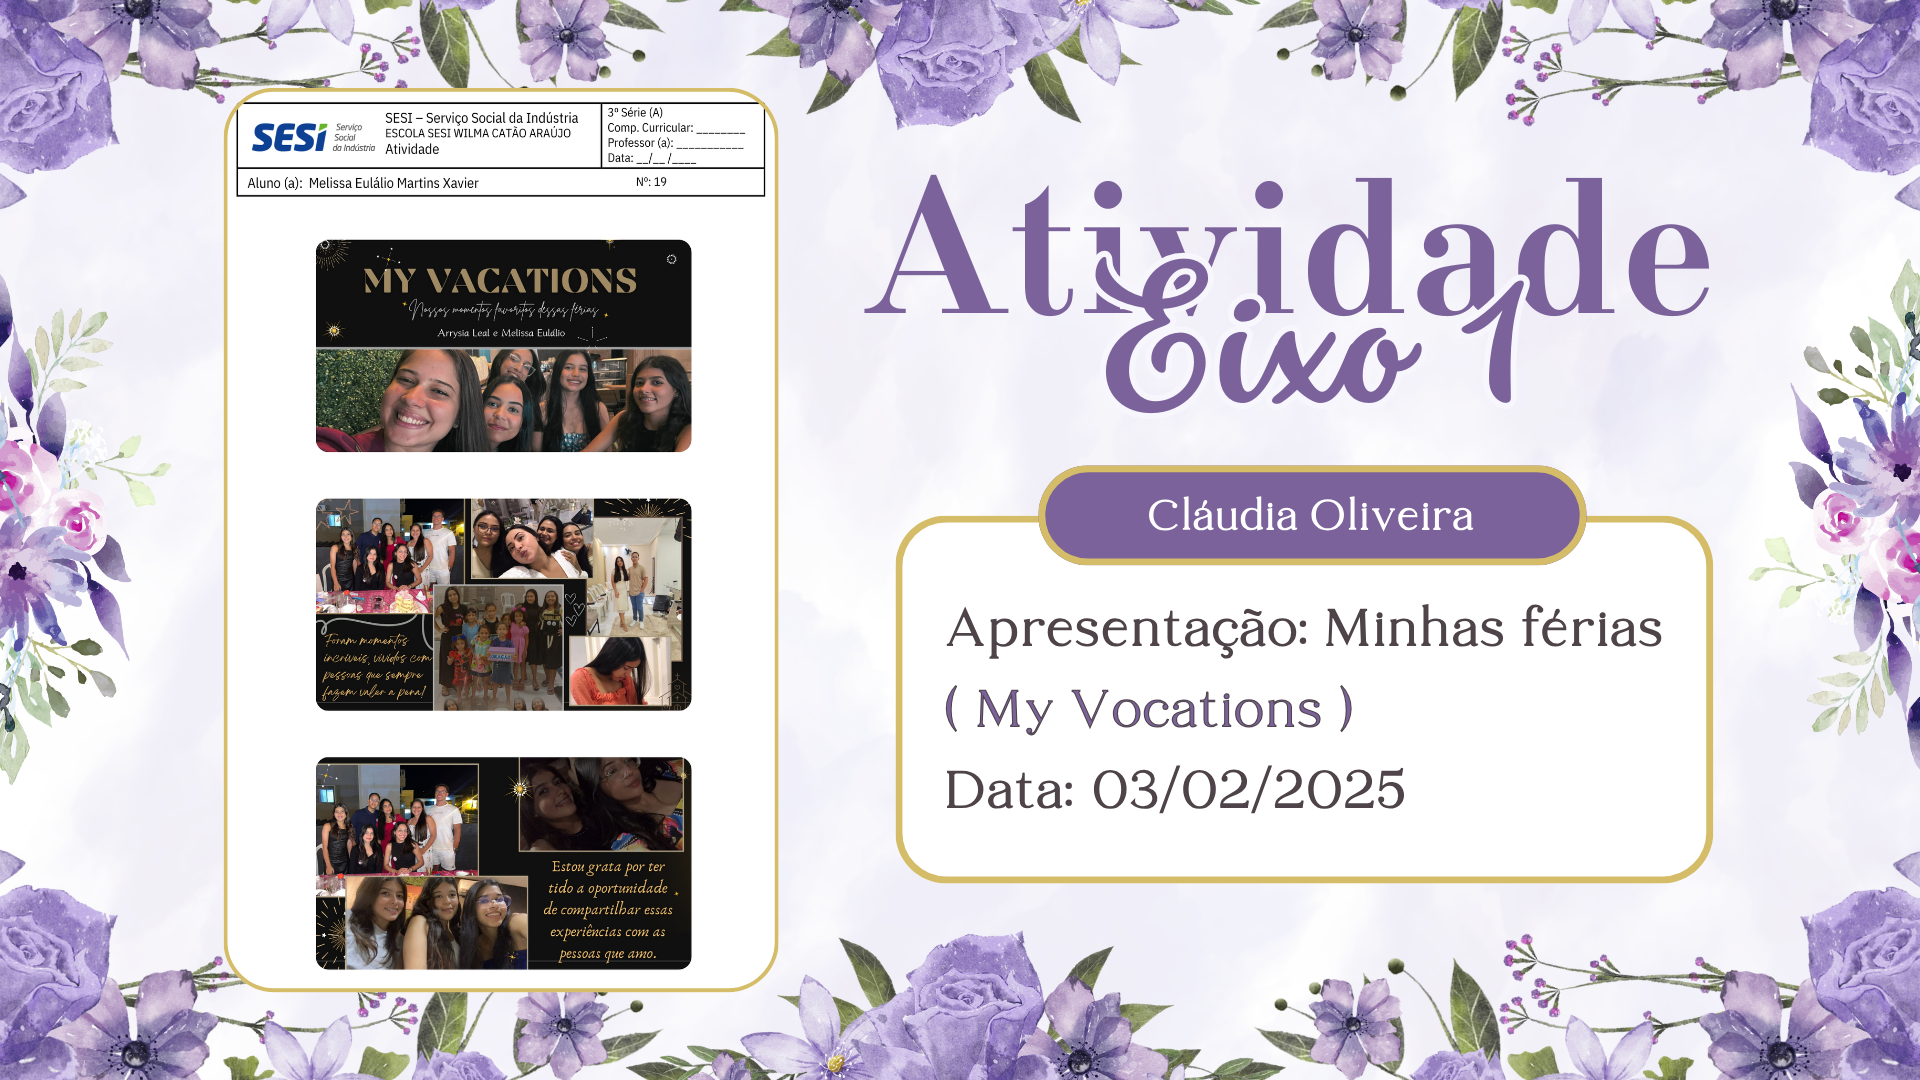 SESI
Serviço
Social
da Indústria
SESI – Serviço Social da Indústria
ESCOLA SESI WILMA CATÃO ARAÚJO
Atividade
3ª Série (A)
Comp. Curricular: ________
Professor (a): ___________
Data: __/__ /____
Aluno (a): Melissa Eulálio Martins Xavier
Nº: 19
MY VACATIONS
Nossos momentos favoritos dessas férias
Arrysia Leal e Melissa Eulálio
Foram momentos
incríveis, vividos com
pessoas que sempre
fazem valer a pena!
Estou grata por ter
tido a oportunidade
de compartilhar essas
experiências com as
pessoas que amo.
Atividade
Eixo 1
Cláudia Oliveira
Apresentação: Minhas férias
( My Vocations )
Data: 03/02/2025